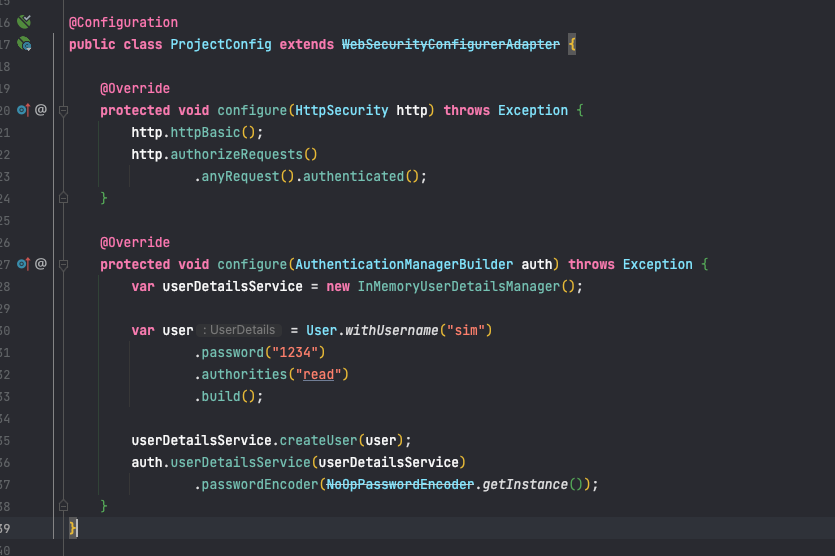 15
16 @Configuration
17 public class ProjectConfig extends WebSecurityConfigurerAdapter {
18
19 @Override
20 @ protected void configure(HttpSecurity http) throws Exception {
21 http.httpBasic();
22 http.authorizeRequests()
23 .anyRequest().authenticated();
24 }
25
26 @Override
27 @ protected void configure(AuthenticationManagerBuilder auth) throws Exception {
28 var userDetailsService = new InMemoryUserDetailsManager();
29
30 var user : UserDetails = User.withUsername("sim")
31 .password("1234")
32 .authorities("read")
33 .build();
34
35 userDetailsService.createUser(user);
36 auth.userDetailsService(userDetailsService)
37 .passwordEncoder(NoOpPasswordEncoder.getInstance());
38 }
39 }
40